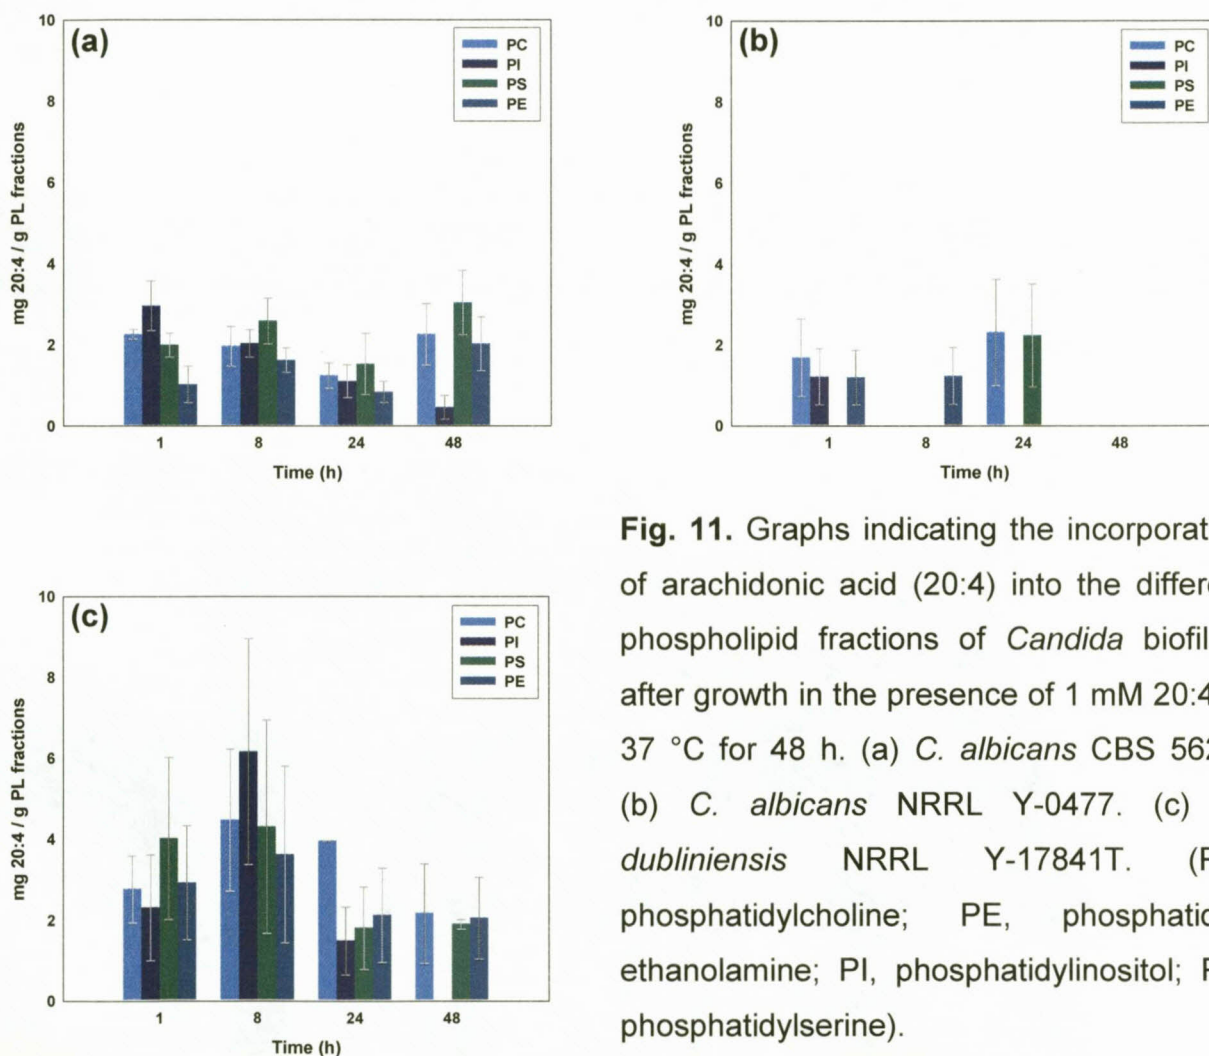 (a)
PC
PI
PS
PE
10
8
6
4
2
0
mg 20:4 / g PL fractions
1 8 24 48
Time (h)
(b)
PC
PI
PS
PE
10
8
6
4
2
0
mg 20:4 / g PL fractions
1 8 24 48
Time (h)
(c)
PC
PI
PS
PE
10
8
6
4
2
0
mg 20:4 / g PL fractions
1 8 24 48
Time (h)
Fig. 11. Graphs indicating the
of arachidonic acid (20:4) into the
phospholipid fractions of Candida
after growth in the presence of 1 mM 20:4
37 °C for 48 h. (a) C. albicans CBS
(b) C. albicans NRRL Y-0477. (c)
dubliniensis NRRL Y-17841T.
phosphatidylcholine; PE,
ethanolamine; PI, phosphatidylinositol;
phosphatidylserine).